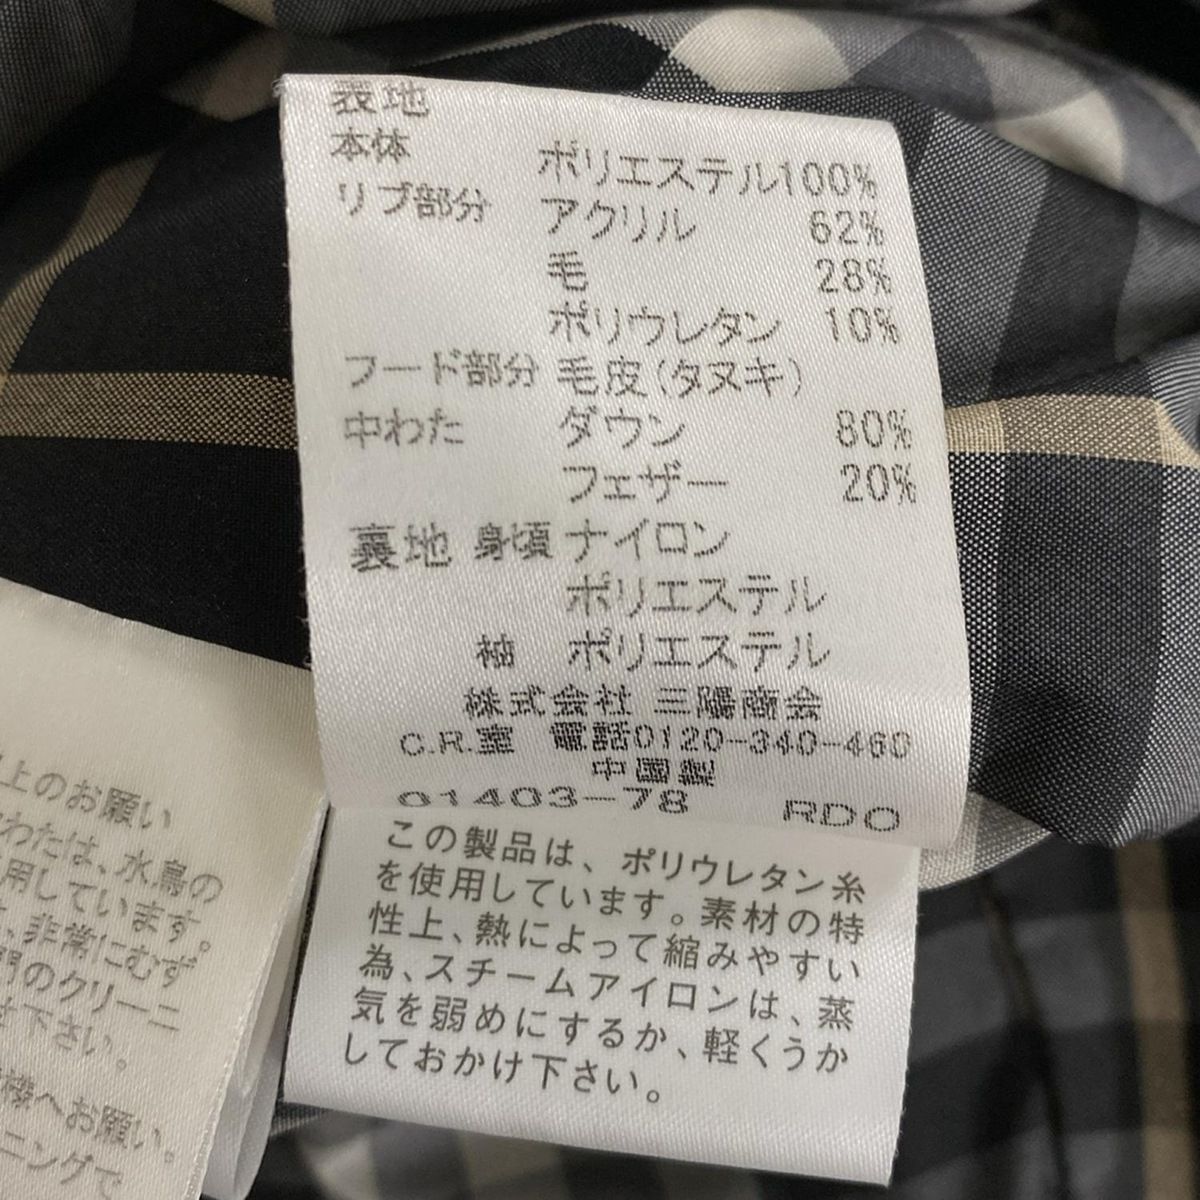 表地
本体 ポリエステル100%
リブ部分 アクリル 62%
毛 28%
ポリウレタン 10%
フード部分 毛皮(タヌキ)
中わた ダウン 80%
フェザー 20%
裏地 身頃 ナイロン
ポリエステル
袖 ポリエステル
株式会社 三陽商会
C.R.室 電話0120-340-460
中国製
01403-78 RDO
この製品は、ポリウレタン糸
を使用しています。素材の特
性上、熱によって縮みやすい
為、スチームアイロンは、蒸
気を弱めにするか、軽くうか
しておかけ下さい。
上のお願い
わたは、水鳥の
用しています。
、非常にむず
門のクリーニ
下さい。
機へお願い。
ニングで